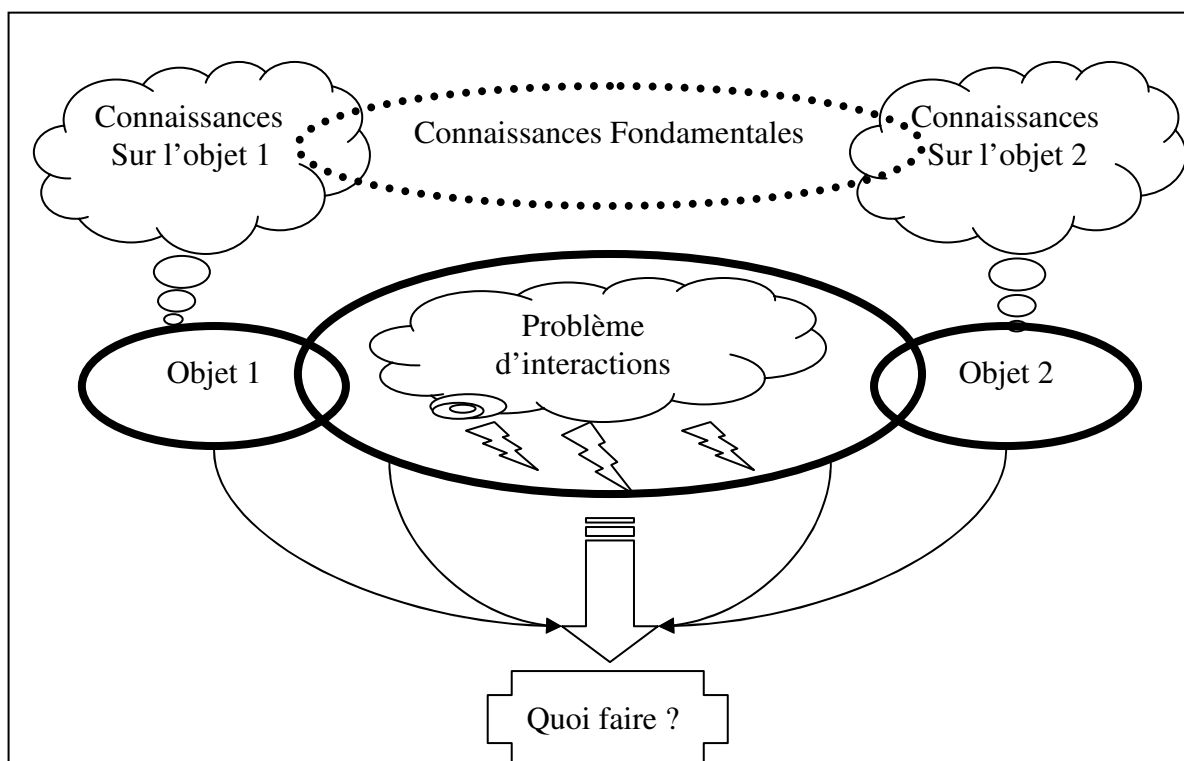 Connaissances
Sur l’objet 1
Connaissances Fondamentales
Connaissances
Sur l’objet 2
Problème
d’interactions
Objet 1
Objet 2
Quoi faire ?